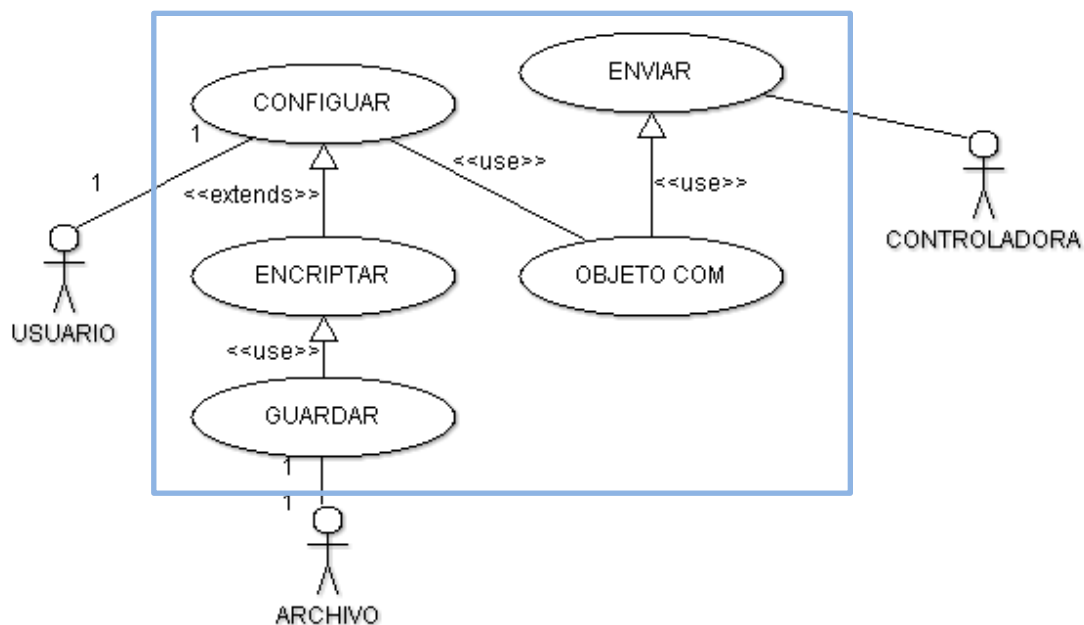 ENVIAR
CONFIGUAR
1
<<use>>
1
<<extends>>
<<use>>
CONTROLADORA
ENCRIPTAR
OBJETO COM
USUARIO
<<use>>
GUARDAR
1
1
ARCHIVO